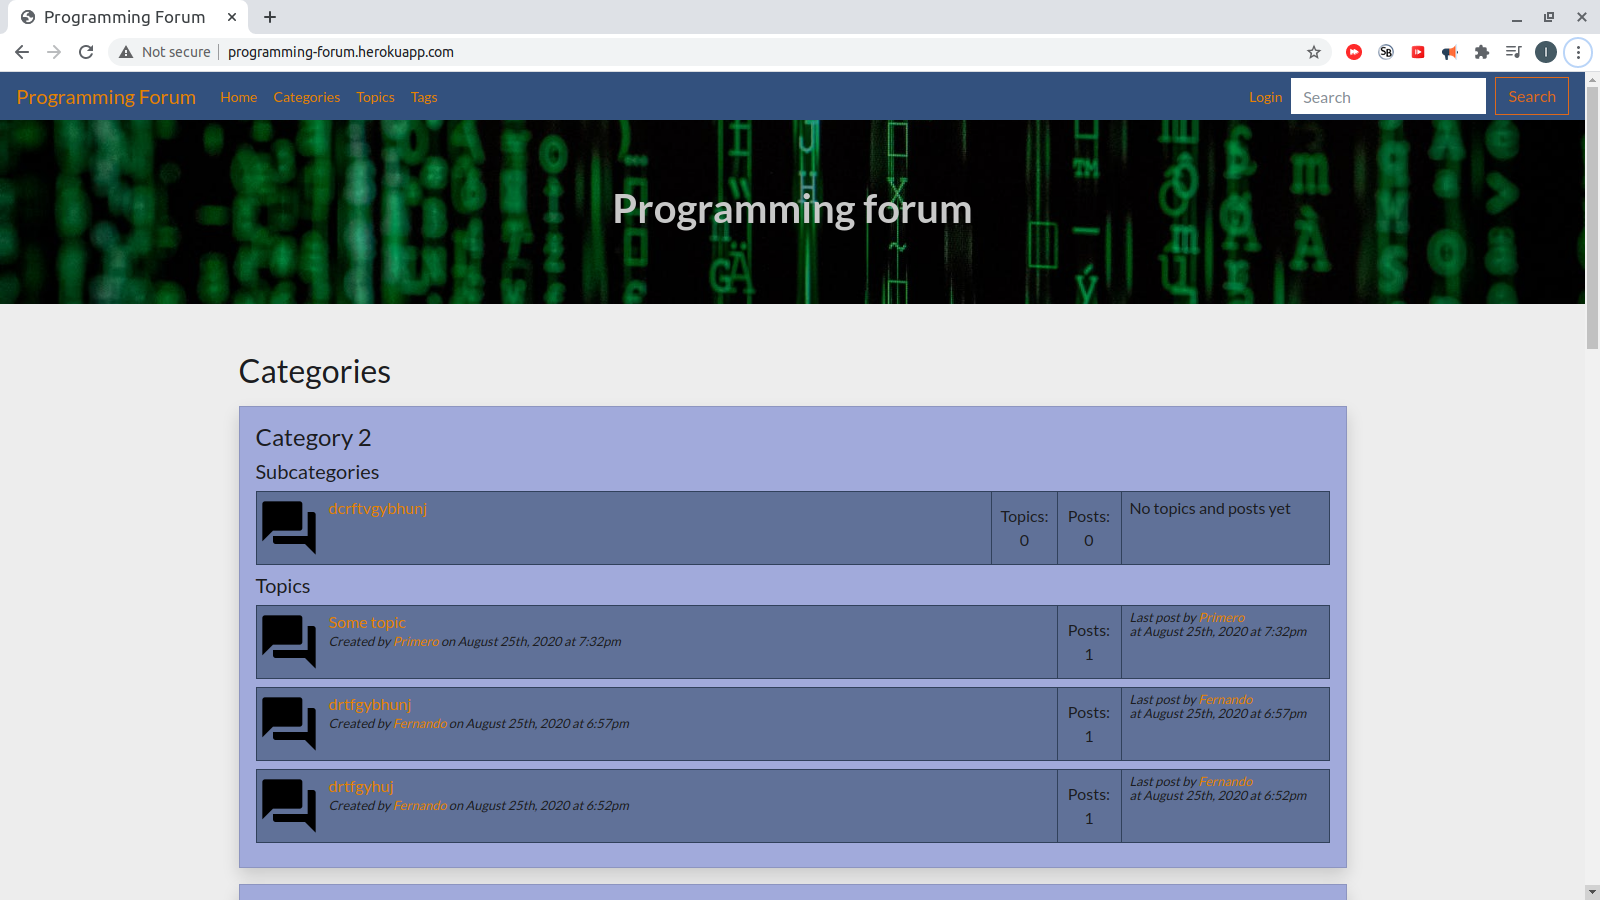 Programming Forum
Not secure programming-forum.herokuapp.com
Programming Forum Home Categories Topics Tags Login Search Search
Programming forum
Categories
Category 2
Subcategories
dcrftvgybhunj
Topics:
0
Posts:
0
No topics and posts yet
Topics
Some topic
Created by Primero on August 25th, 2020 at 7:32pm
Posts:
1
Last post by Primero
at August 25th, 2020 at 7:32pm
drtfgybhunj
Created by Fernando on August 25th, 2020 at 6:57pm
Posts:
1
Last post by Fernando
at August 25th, 2020 at 6:57pm
drtfgyhuj
Created by Fernando on August 25th, 2020 at 6:52pm
Posts:
1
Last post by Fernando
at August 25th, 2020 at 6:52pm